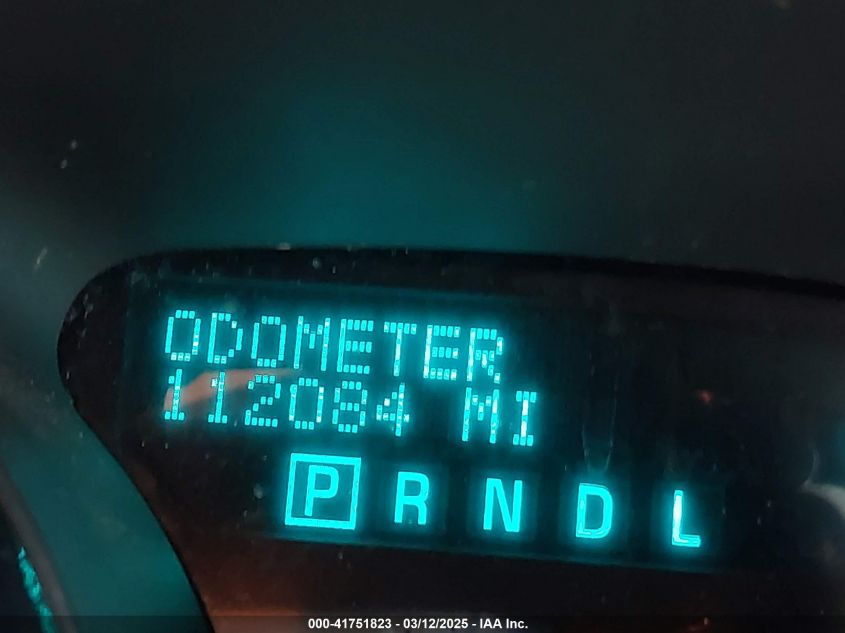 ODOMETER
112084 MI
P R N D L
000-41751823 - 03/12/2025 - IAA Inc.